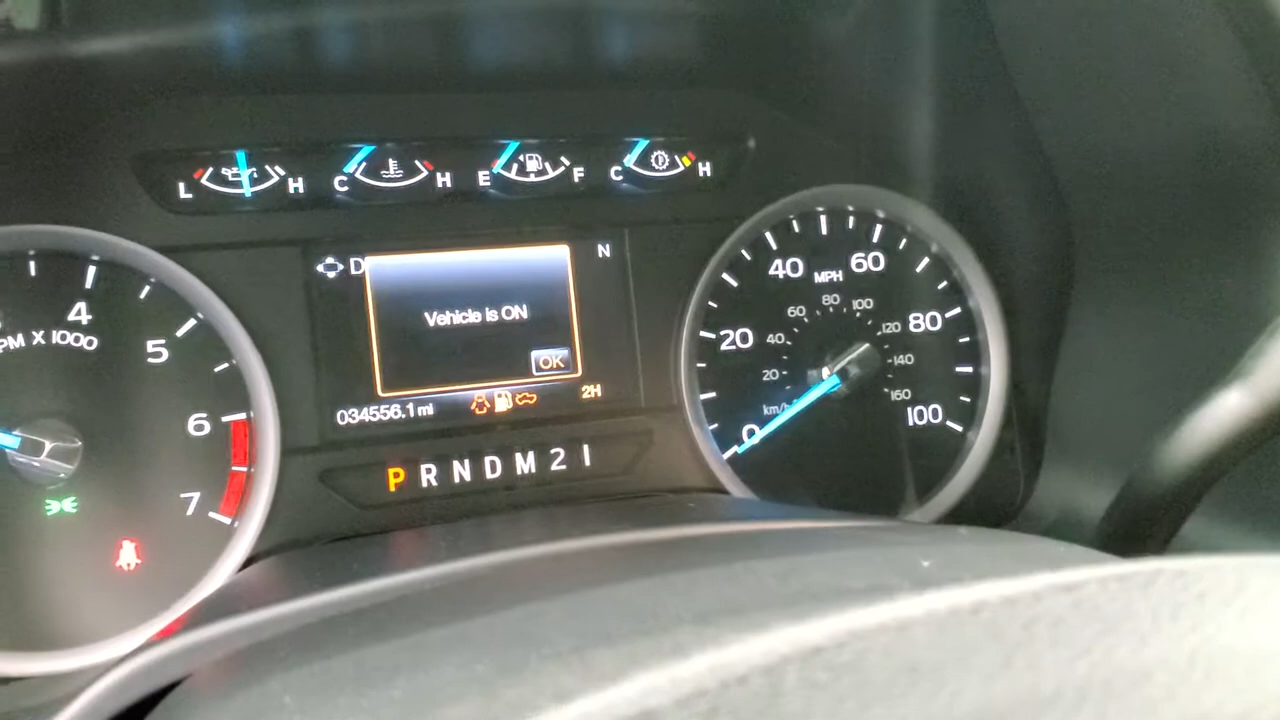 L H C H E F C H
D
N
Vehicle is ON
OK
034556.1 mi
2H
P R N D M 2 1
4
5
6
7
PM X 1000
0
20
40
60
80
100
MPH
20
40
60
80
100
120
140
160
km/h